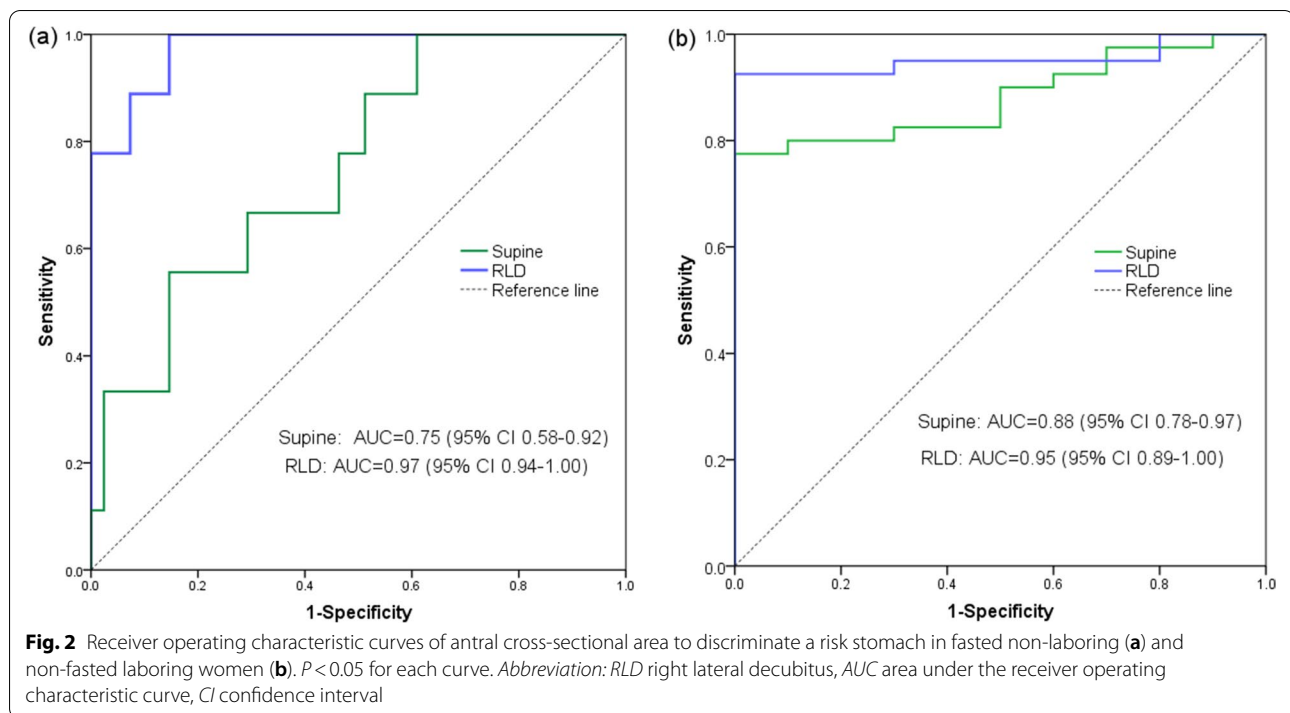 (a)
1.0
0.8
0.6
0.4
0.2
0.0
Sensitivity
Supine
RLD
Reference line
Supine: AUC=0.75 (95% CI 0.58-0.92)
RLD: AUC=0.97 (95% CI 0.94-1.00)
0.0 0.2 0.4 0.6 0.8 1.0
1-Specificity
(b)
1.0
0.8
0.6
0.4
0.2
0.0
Sensitivity
Supine
RLD
Reference line
Supine: AUC=0.88 (95% CI 0.78-0.97)
RLD: AUC=0.95 (95% CI 0.89-1.00)
0.0 0.2 0.4 0.6 0.8 1.0
1-Specificity
Fig. 2 Receiver operating characteristic curves of antral cross-sectional area to discriminate a risk stomach in fasted non-laboring (a) and
non-fasted laboring women (b). P < 0.05 for each curve. Abbreviation: RLD right lateral decubitus, AUC area under the receiver operating
characteristic curve, CI confidence interval